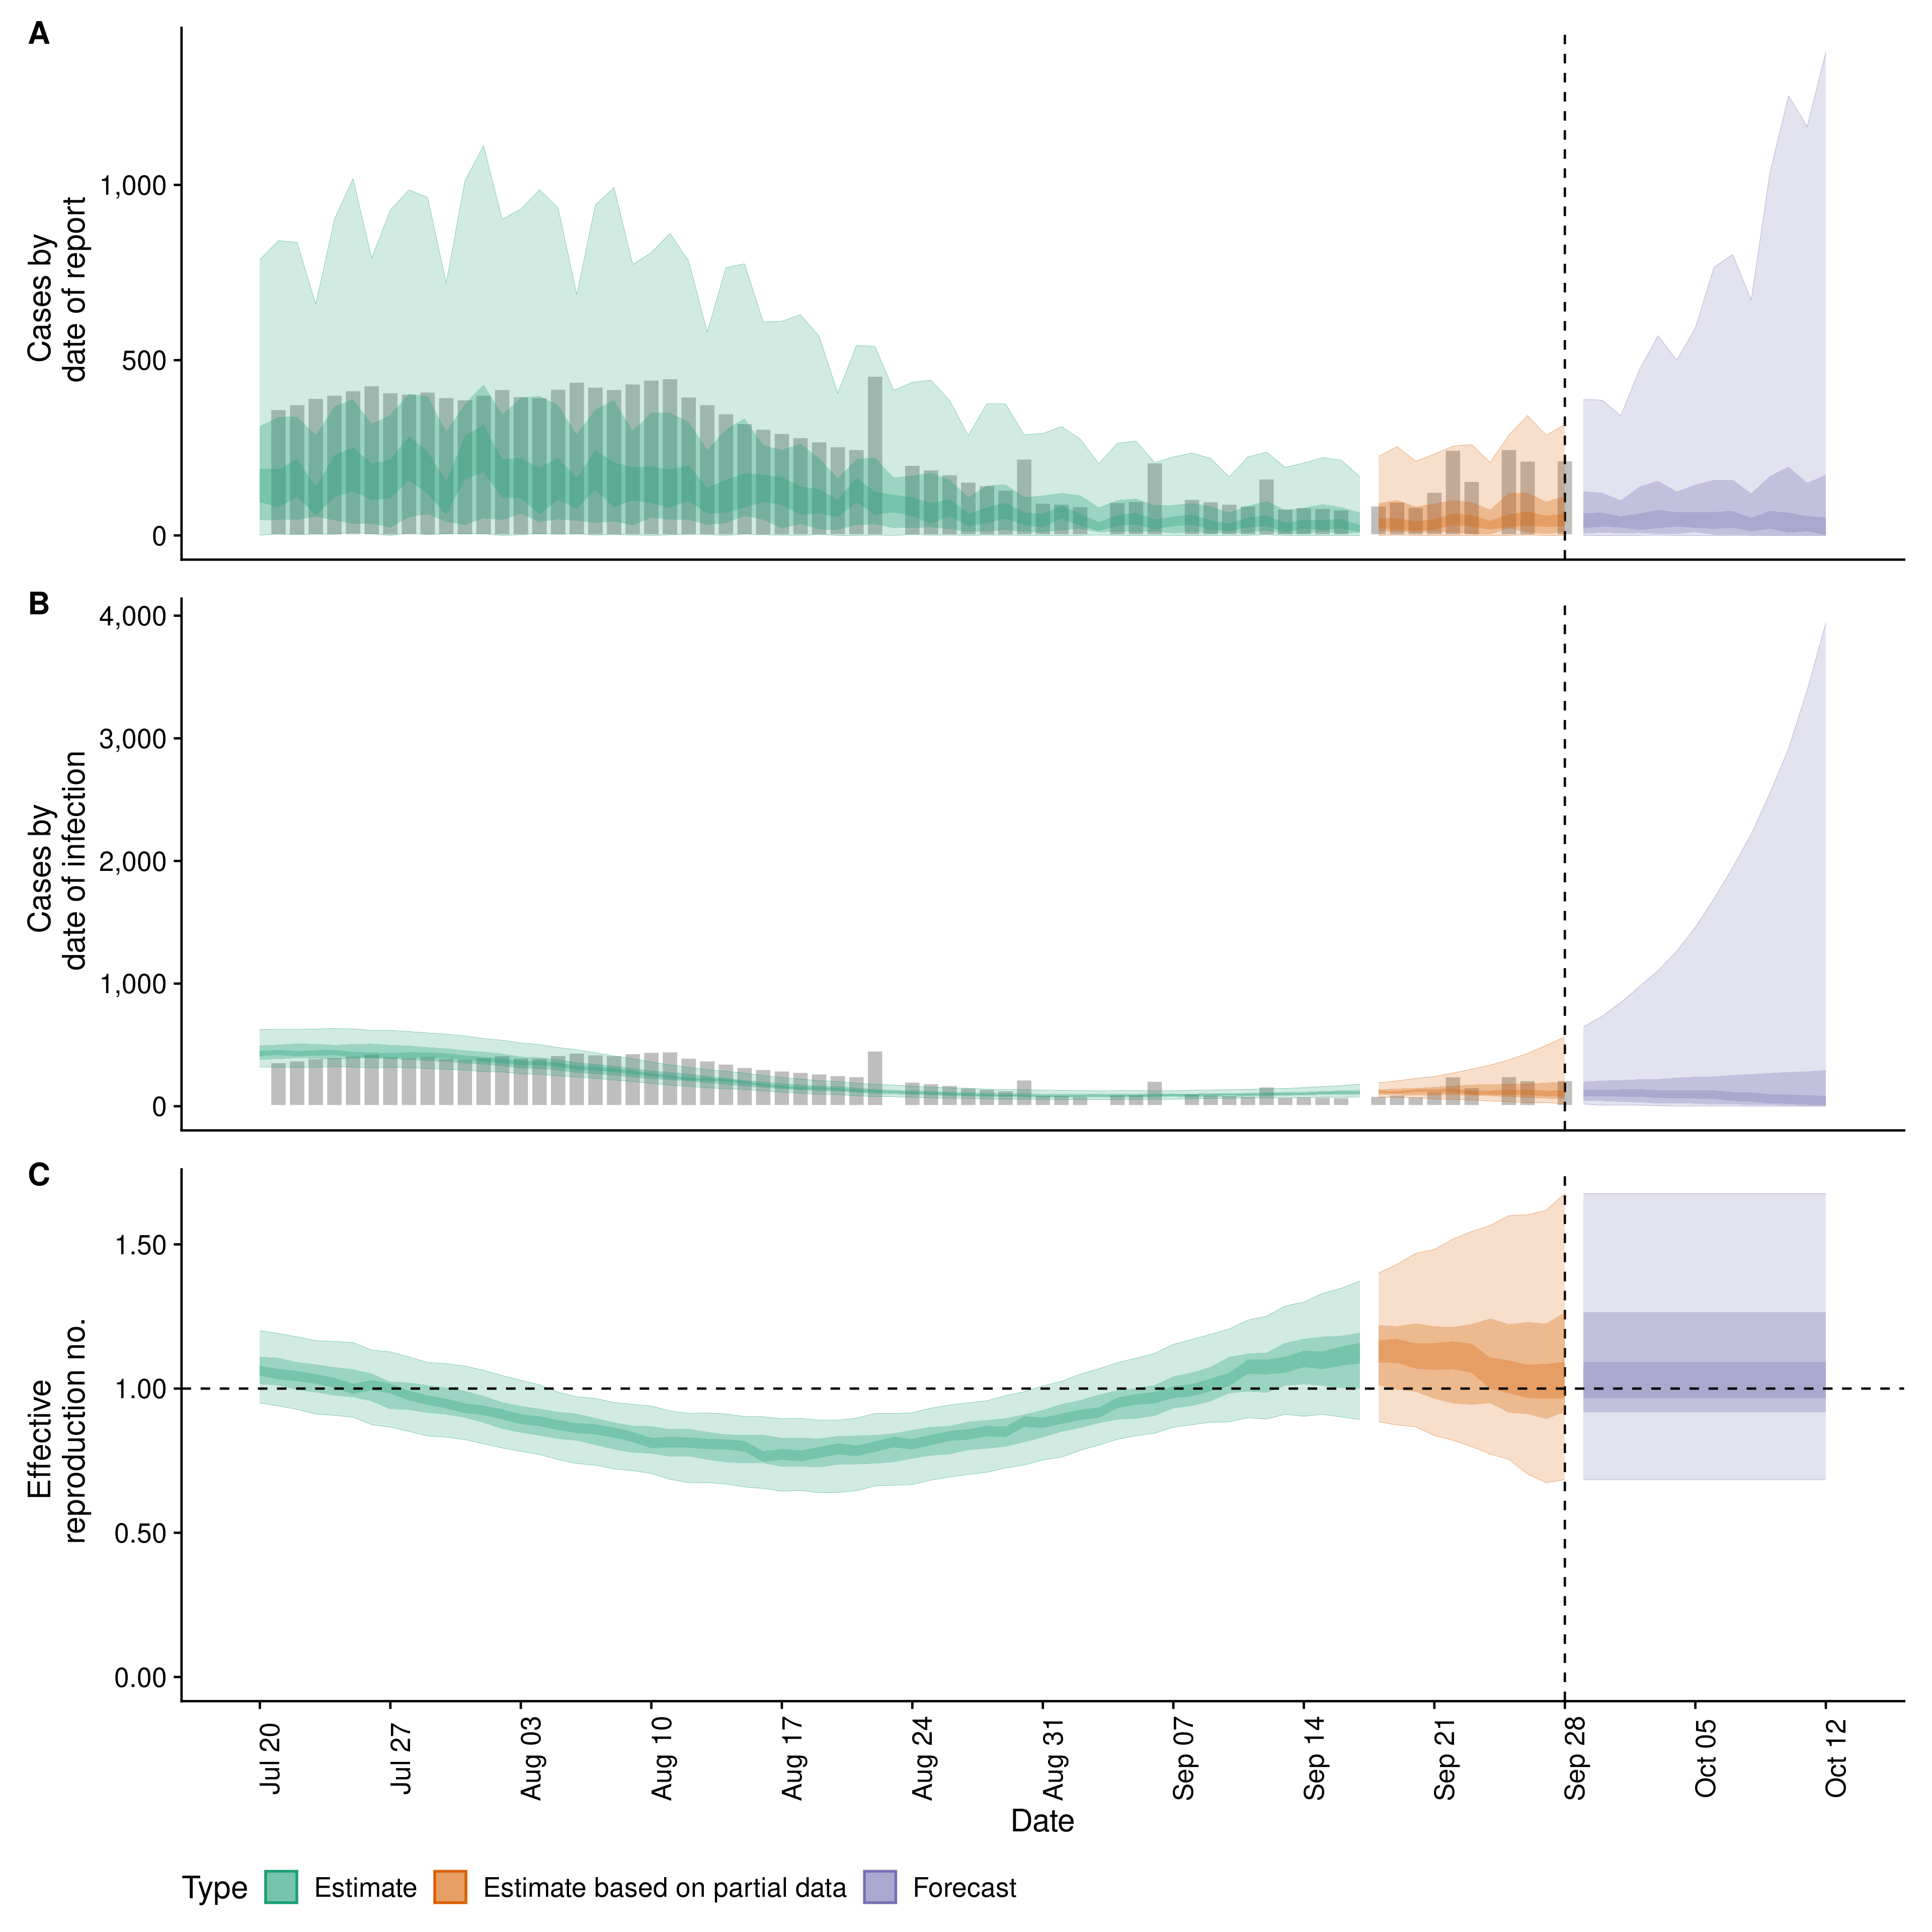 A
Cases by
date of report
1,000
500
0
B
Cases by
date of infection
4,000
3,000
2,000
1,000
0
C
Effective
reproduction no.
1.50
1.00
0.50
0.00
Jul 20
Jul 27
Aug 03
Aug 10
Aug 17
Aug 24
Aug 31
Sep 07
Sep 14
Sep 21
Sep 28
Oct 05
Oct 12
Date
Type Estimate Estimate based on partial data Forecast